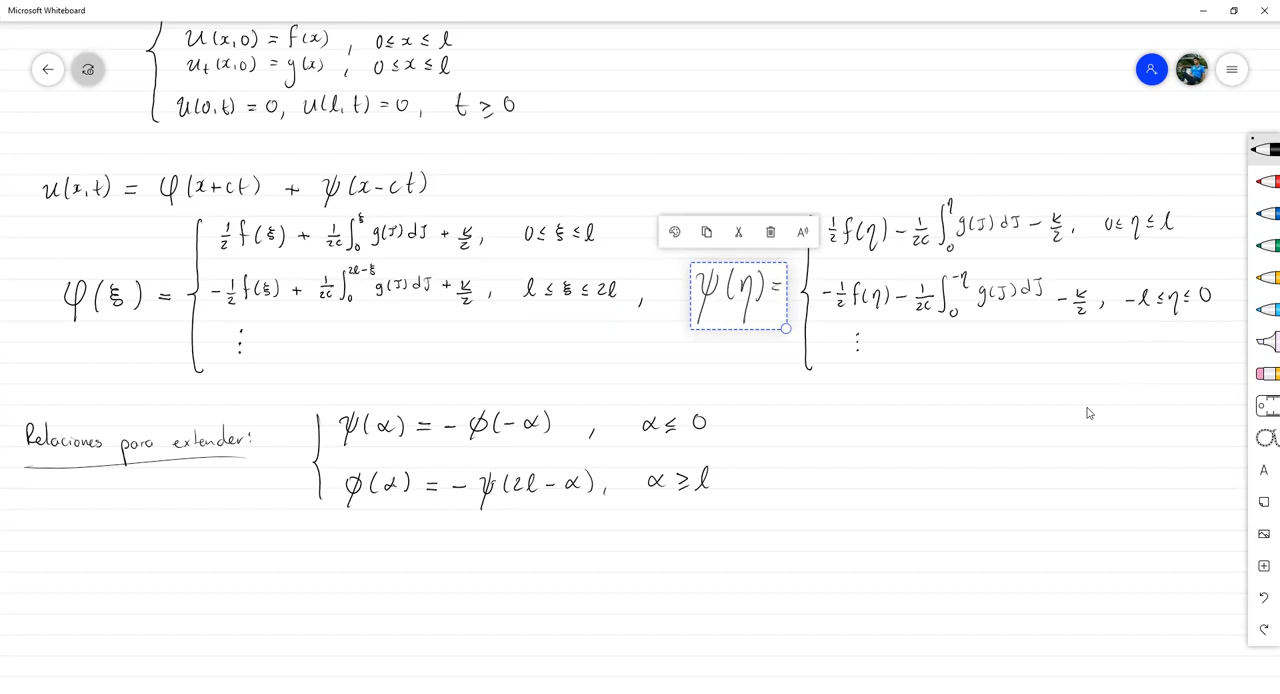 Microsoft Whiteboard
u(x,0) = f(x) , 0 ≤ x ≤ l
u_t(x,0) = g(x) , 0 ≤ x ≤ l
u(0,t) = 0, u(l,t) = 0, t ≥ 0
u(x,t) = φ(x+ct) + ψ(x-ct)
φ(ξ) = { 1/2 f(ξ) + 1/2c ∫_0^ξ g(J)dJ + K/2, 0 ≤ ξ ≤ l
-1/2 f(ξ) + 1/2c ∫_0^{2l-ξ} g(J)dJ + K/2, l ≤ ξ ≤ 2l ,
⋮
ψ(η) = { 1/2 f(η) - 1/2c ∫_0^η g(J)dJ - K/2, 0 ≤ η ≤ l
-1/2 f(η) - 1/2c ∫_0^{-η} g(J)dJ - K/2, -l ≤ η ≤ 0
⋮
Relaciones para extender: { ψ(α) = - ϕ(-α) , α ≤ 0
ϕ(α) = - ψ(2l-α), α ≥ l
A